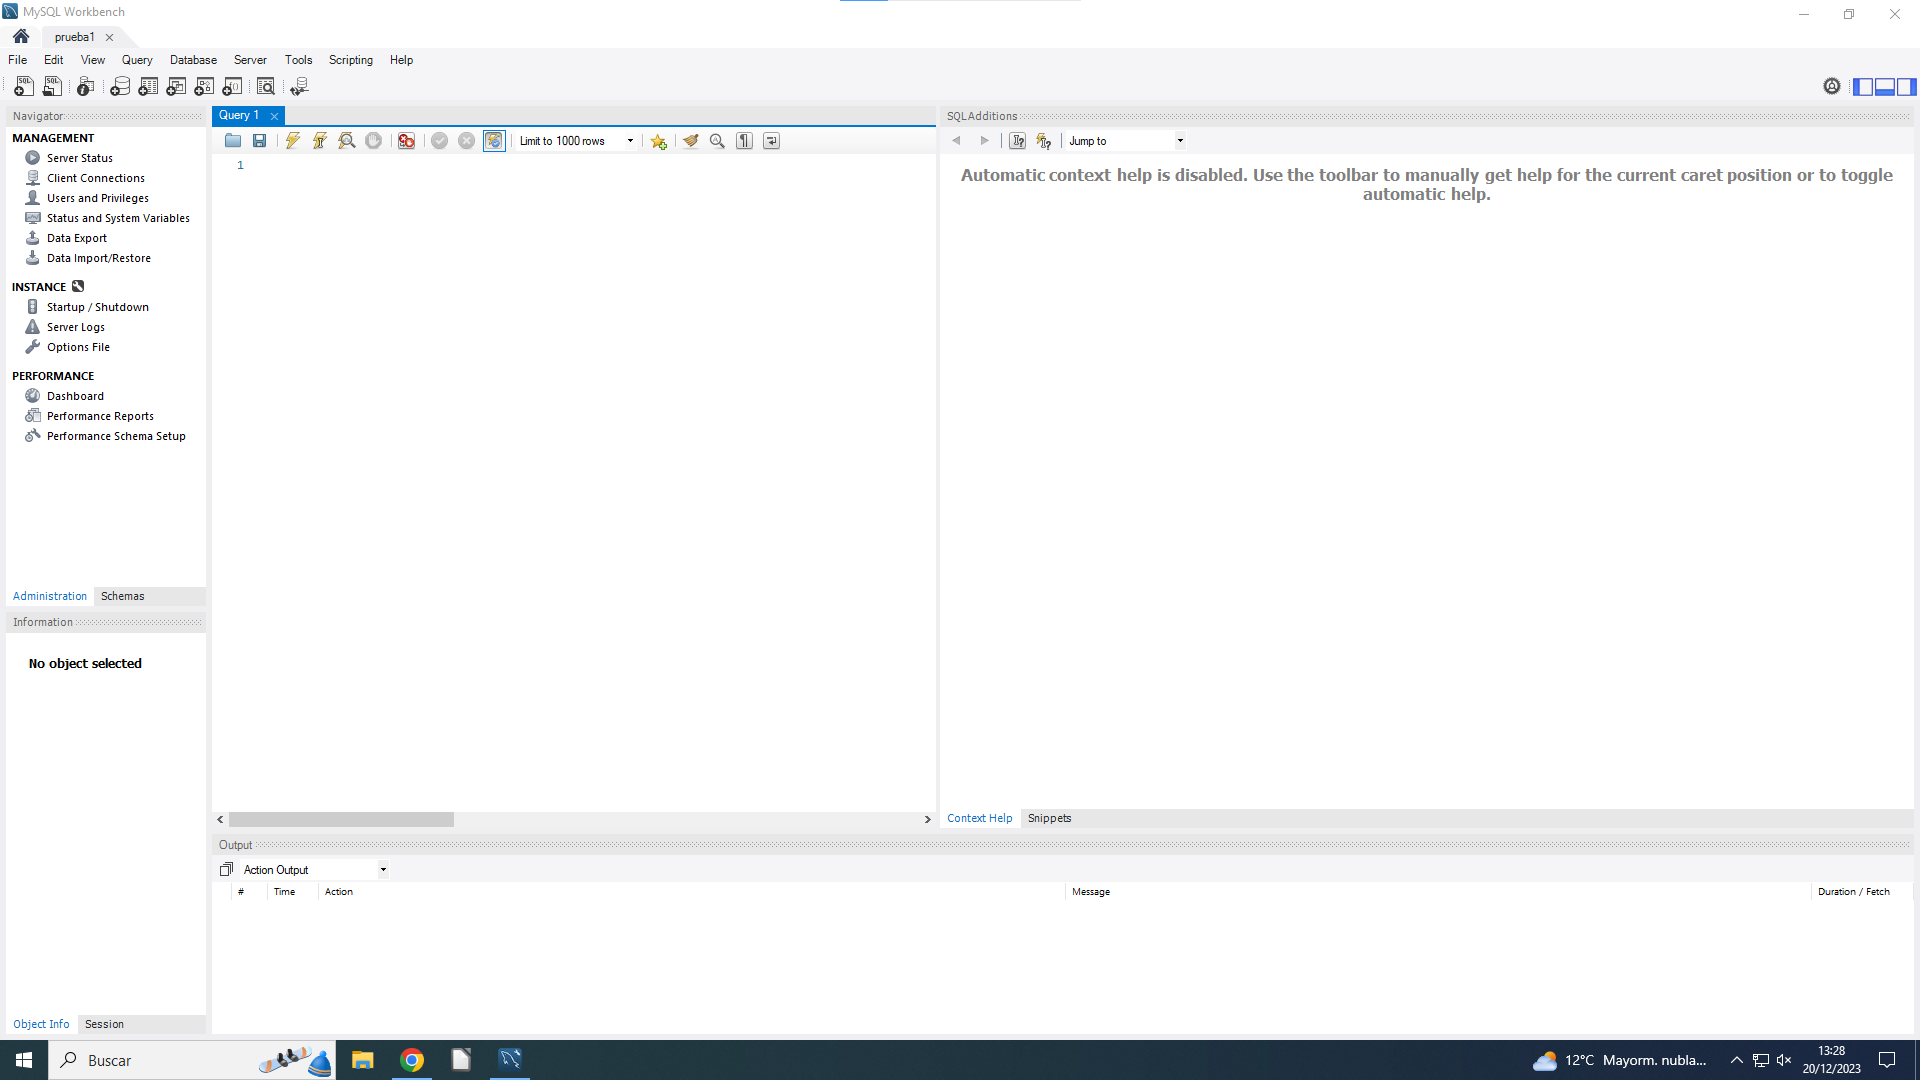 MySQL Workbench
prueba1
File Edit View Query Database Server Tools Scripting Help
Navigator
MANAGEMENT
Server Status
Client Connections
Users and Privileges
Status and System Variables
Data Export
Data Import/Restore
INSTANCE
Startup / Shutdown
Server Logs
Options File
PERFORMANCE
Dashboard
Performance Reports
Performance Schema Setup
Administration Schemas
Information
No object selected
Object Info Session
Query 1
Limit to 1000 rows
1
SQLAdditions
Jump to
Automatic context help is disabled. Use the toolbar to manually get help for the current caret position or to toggle
automatic help.
Context Help Snippets
Output
Action Output
# Time Action Message Duration / Fetch
Buscar
12°C Mayorm. nubla...
13:28
20/12/2023